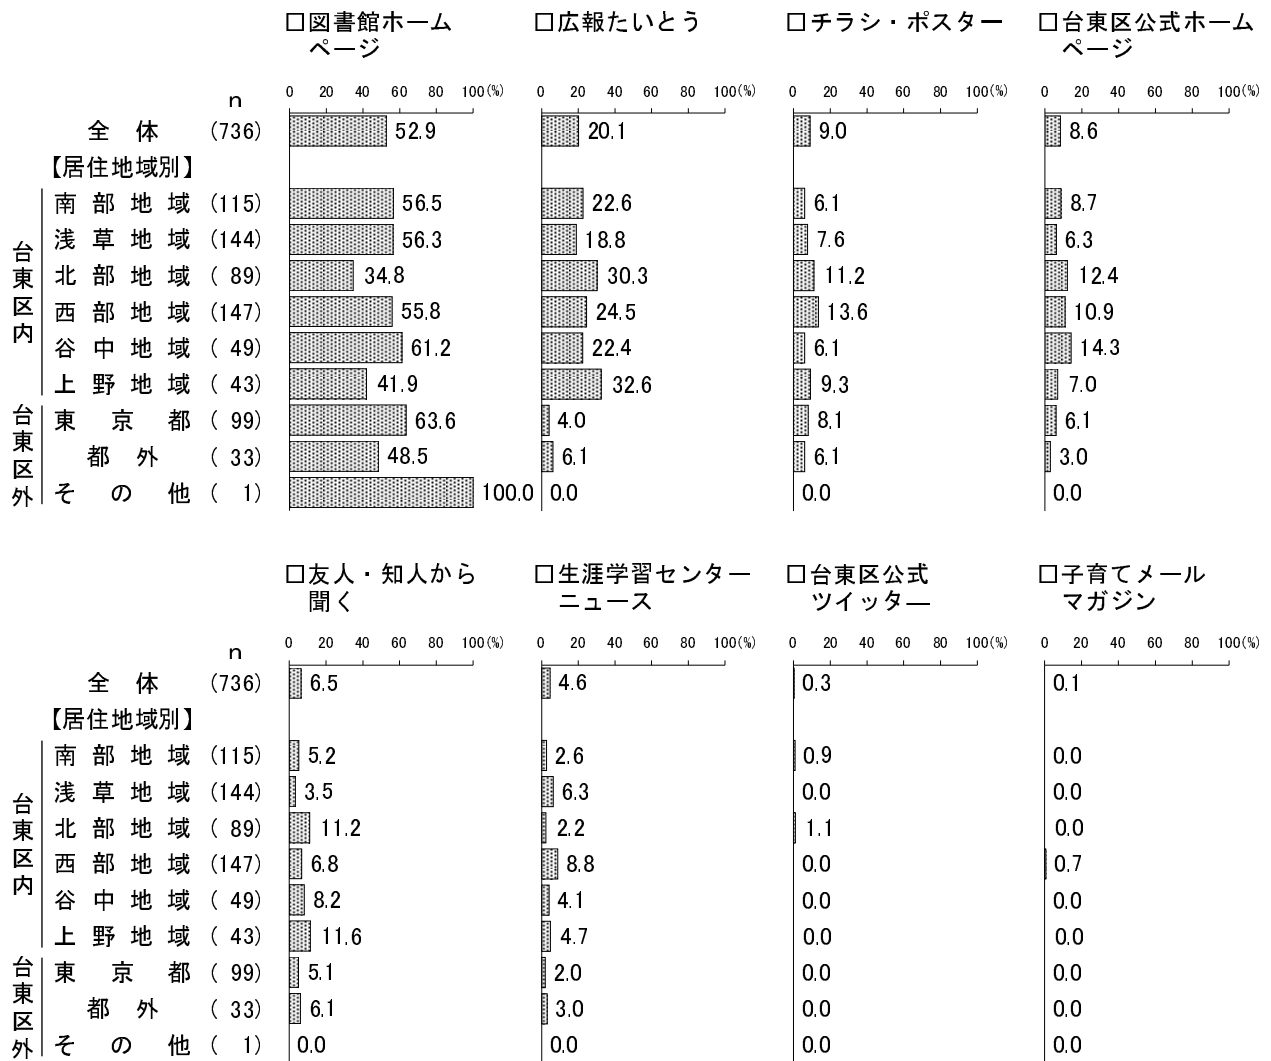 □図書館ホーム
ページ
□広報たいとう
□チラシ・ポスター
□台東区公式ホーム
ページ
n
0 20 40 60 80 100(%)
0 20 40 60 80 100(%)
0 20 40 60 80 100(%)
0 20 40 60 80 100(%)
全体 (736) 52.9 20.1 9.0 8.6
【居住地域別】
台東区内
南部地域 (115) 56.5 22.6 6.1 8.7
浅草地域 (144) 56.3 18.8 7.6 6.3
北部地域 ( 89) 34.8 30.3 11.2 12.4
西部地域 (147) 55.8 24.5 13.6 10.9
谷中地域 ( 49) 61.2 22.4 6.1 14.3
上野地域 ( 43) 41.9 32.6 9.3 7.0
台東区外
東京都 ( 99) 63.6 4.0 8.1 6.1
都外 ( 33) 48.5 6.1 6.1 3.0
その他 ( 1) 100.0 0.0 0.0 0.0
□友人・知人から
聞く
□生涯学習センター
ニュース
□台東区公式
ツイッター
□子育てメール
マガジン
n
0 20 40 60 80 100(%)
0 20 40 60 80 100(%)
0 20 40 60 80 100(%)
0 20 40 60 80 100(%)
全体 (736) 6.5 4.6 0.3 0.1
【居住地域別】
台東区内
南部地域 (115) 5.2 2.6 0.9 0.0
浅草地域 (144) 3.5 6.3 0.0 0.0
北部地域 ( 89) 11.2 2.2 1.1 0.0
西部地域 (147) 6.8 8.8 0.0 0.7
谷中地域 ( 49) 8.2 4.1 0.0 0.0
上野地域 ( 43) 11.6 4.7 0.0 0.0
台東区外
東京都 ( 99) 5.1 2.0 0.0 0.0
都外 ( 33) 6.1 3.0 0.0 0.0
その他 ( 1) 0.0 0.0 0.0 0.0